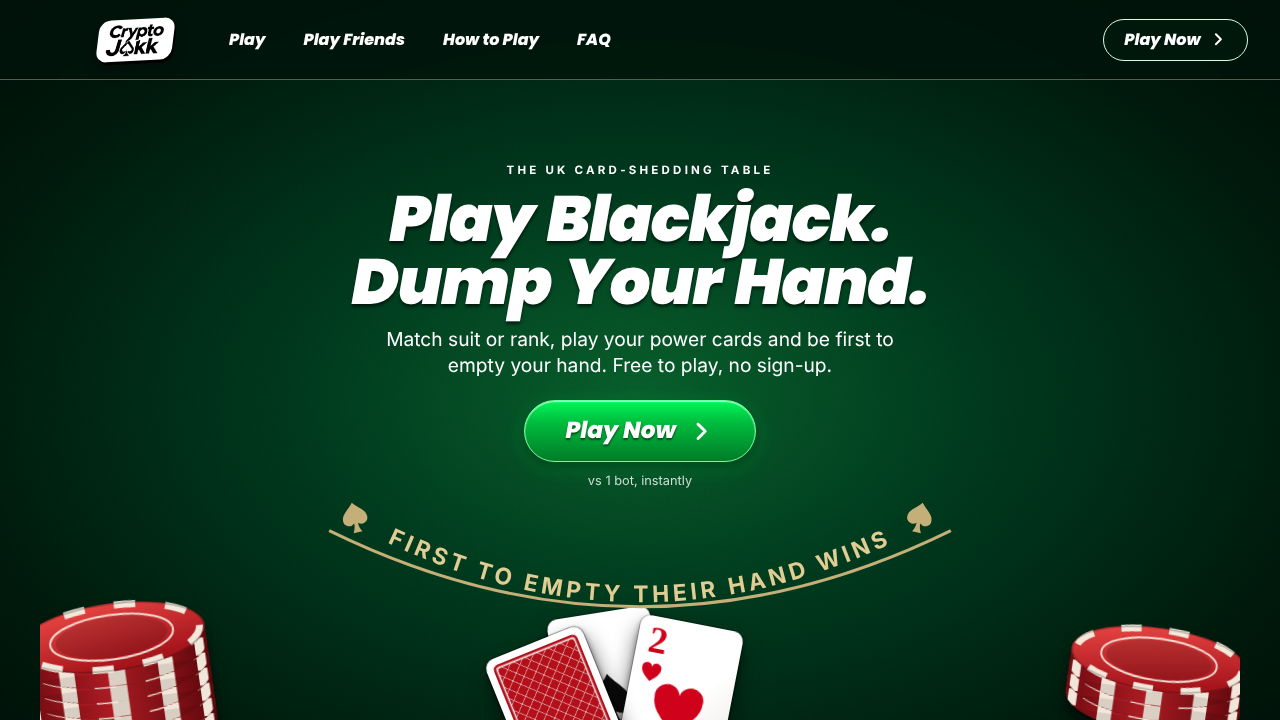 Crypto
Jakk
Play
Play Friends
How to Play
FAQ
Play Now
THE UK CARD-SHEDDING TABLE
Play Blackjack.
Dump Your Hand.
Match suit or rank, play your power cards and be first to
empty your hand. Free to play, no sign-up.
Play Now
vs 1 bot, instantly
FIRST TO EMPTY THEIR HAND WINS
2